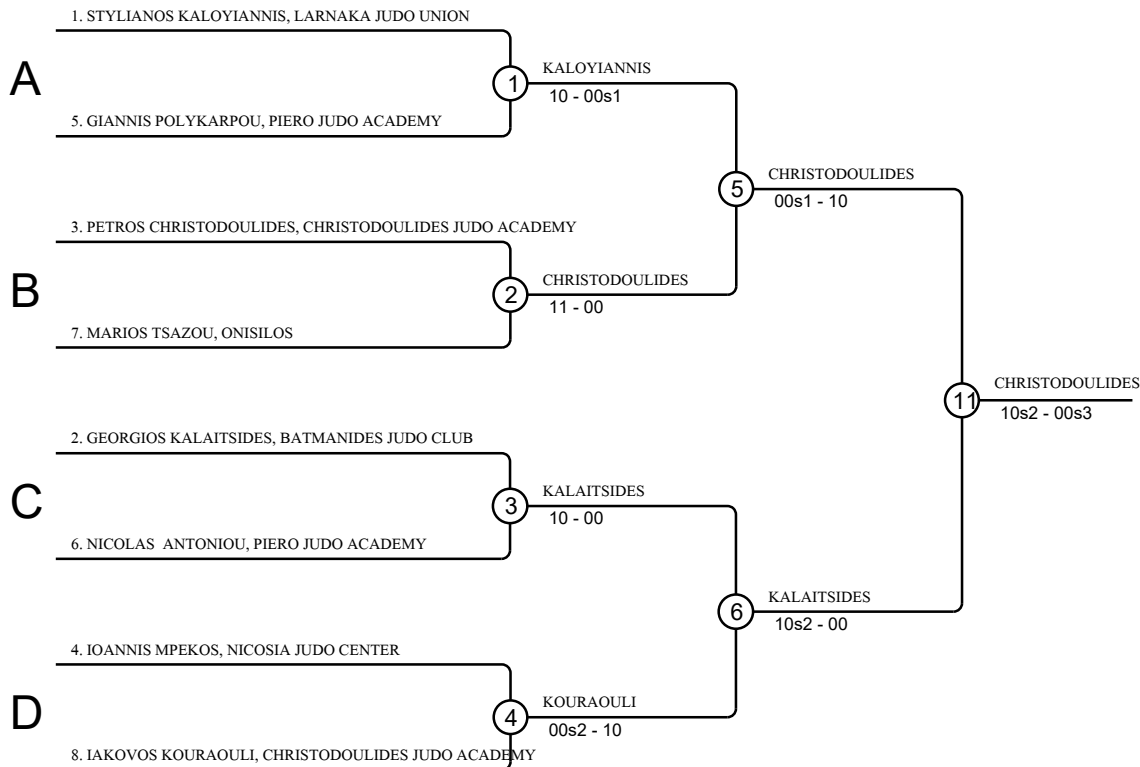 1. STYLIANOS KALOYIANNIS, LARNAKA JUDO UNION
A
1
KALOYIANNIS
10 - 00s1
5. GIANNIS POLYKARPOU, PIERO JUDO ACADEMY
5
CHRISTODOULIDES
00s1 - 10
3. PETROS CHRISTODOULIDES, CHRISTODOULIDES JUDO ACADEMY
B
2
CHRISTODOULIDES
11 - 00
7. MARIOS TSAZOU, ONISILOS
11
CHRISTODOULIDES
10s2 - 00s3
2. GEORGIOS KALAITSIDES, BATMANIDES JUDO CLUB
C
3
KALAITSIDES
10 - 00
6. NICOLAS  ANTONIOU, PIERO JUDO ACADEMY
6
KALAITSIDES
10s2 - 00
4. IOANNIS MPEKOS, NICOSIA JUDO CENTER
D
4
KOURAOULI
00s2 - 10
8. IAKOVOS KOURAOULI, CHRISTODOULIDES JUDO ACADEMY